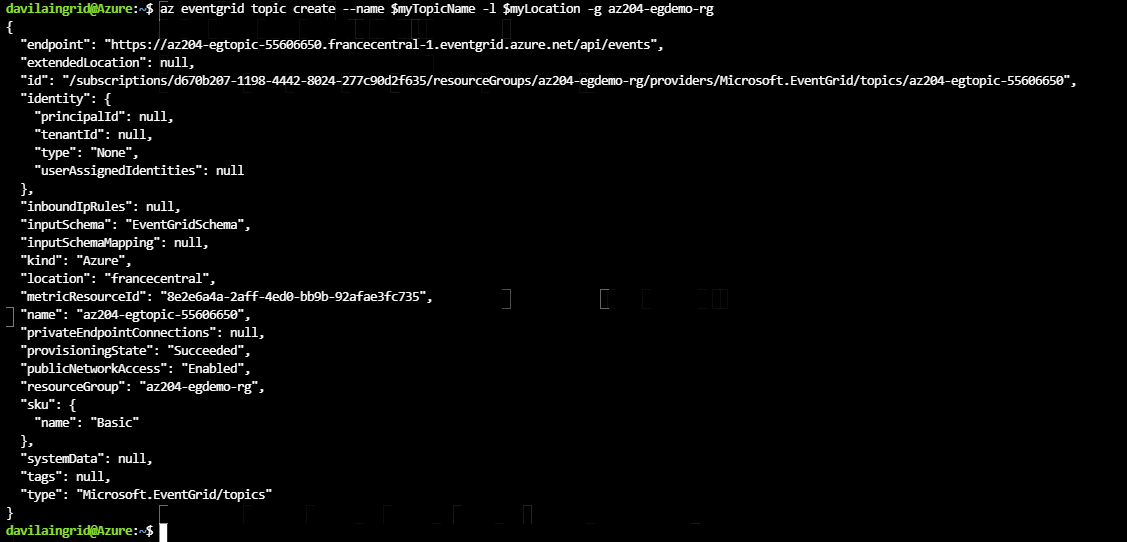 davilaingrid@Azure:~$ az eventgrid topic create --name $myTopicName -l $myLocation -g az204-egdemo-rg
{
  "endpoint": "https://az204-egtopic-55606650.francecentral-1.eventgrid.azure.net/api/events",
  "extendedLocation": null,
  "id": "/subscriptions/d670b207-1198-4442-8024-277c90d2f635/resourceGroups/az204-egdemo-rg/providers/Microsoft.EventGrid/topics/az204-egtopic-55606650",
  "identity": {
    "principalId": null,
    "tenantId": null,
    "type": "None",
    "userAssignedIdentities": null
  },
  "inboundIpRules": null,
  "inputSchema": "EventGridSchema",
  "inputSchemaMapping": null,
  "kind": "Azure",
  "location": "francecentral",
  "metricResourceId": "8e2e6a4a-2aff-4ed0-bb9b-92afae3fc735",
  "name": "az204-egtopic-55606650",
  "privateEndpointConnections": null,
  "provisioningState": "Succeeded",
  "publicNetworkAccess": "Enabled",
  "resourceGroup": "az204-egdemo-rg",
  "sku": {
    "name": "Basic"
  },
  "systemData": null,
  "tags": null,
  "type": "Microsoft.EventGrid/topics"
}
davilaingrid@Azure:~$